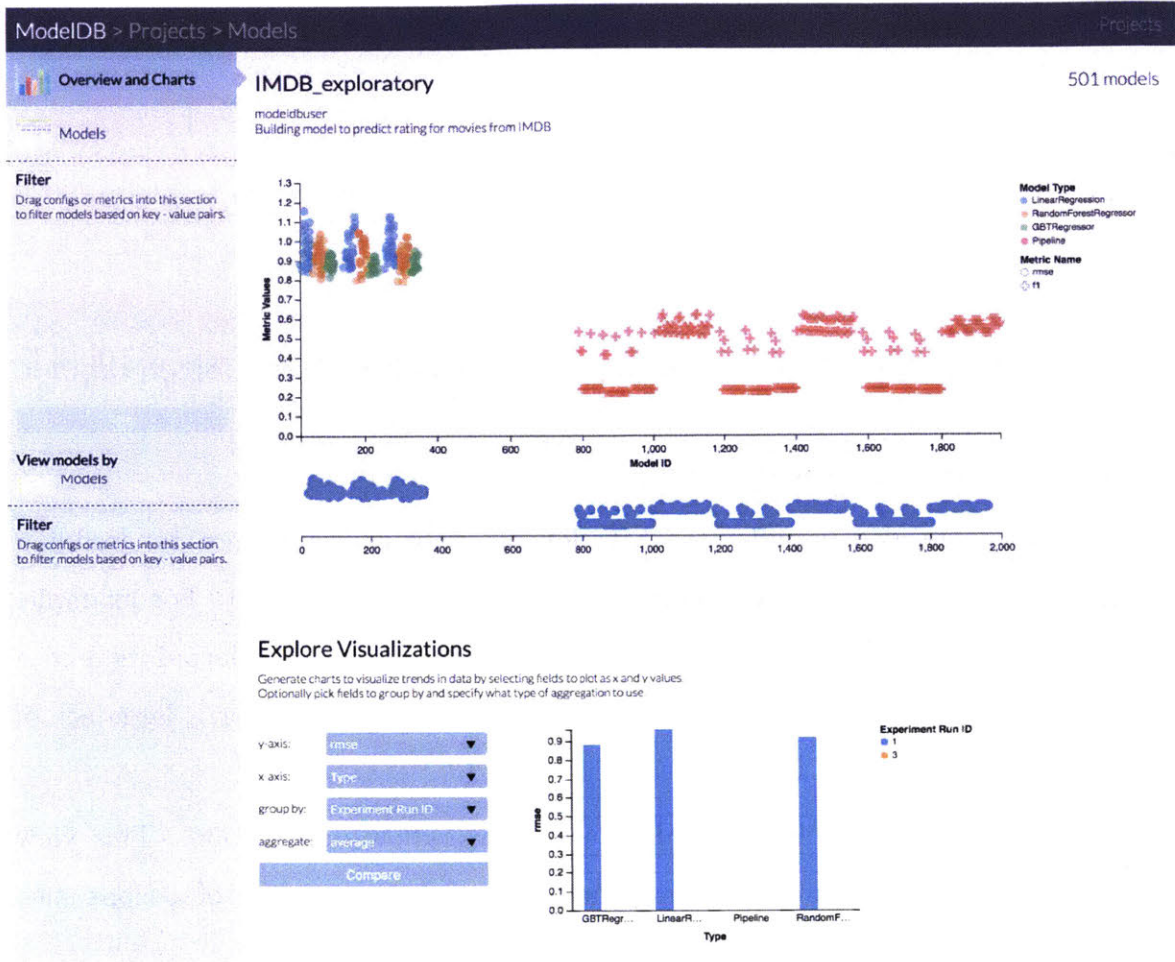 ModelDB > Projects > Models
Projects
Overview and Charts
Models
Filter
Drag configs or metrics into this section
to filter models based on key - value pairs.
View models by
Models
Filter
Drag configs or metrics into this section
to filter models based on key - value pairs.
IMDB_exploratory
501 models
modeldbuser
Building model to predict rating for movies from IMDB
1.3
1.2
1.1
1.0
0.9
0.8
0.7
0.6
0.5
0.4
0.3
0.2
0.1
0.0
Metric Values
200 400 600 800 1,000 1,200 1,400 1,600 1,800
Model ID
Model Type
LinearRegression
RandomForestRegressor
GBTRegressor
Pipeline
Metric Name
rmse
f1
0 200 400 600 800 1,000 1,200 1,400 1,600 1,800 2,000
Explore Visualizations
Generate charts to visualize trends in data by selecting fields to plot as x and y values.
Optionally pick fields to group by and specify what type of aggregation to use
y-axis: rmse
x axis: Type
group by: Experiment Run ID
aggregate: average
Compare
0.9
0.8
0.7
0.6
0.5
0.4
0.3
0.2
0.1
0.0
rmse
GBTRegr... LinearR... Pipeline RandomF...
Type
Experiment Run ID
1
3